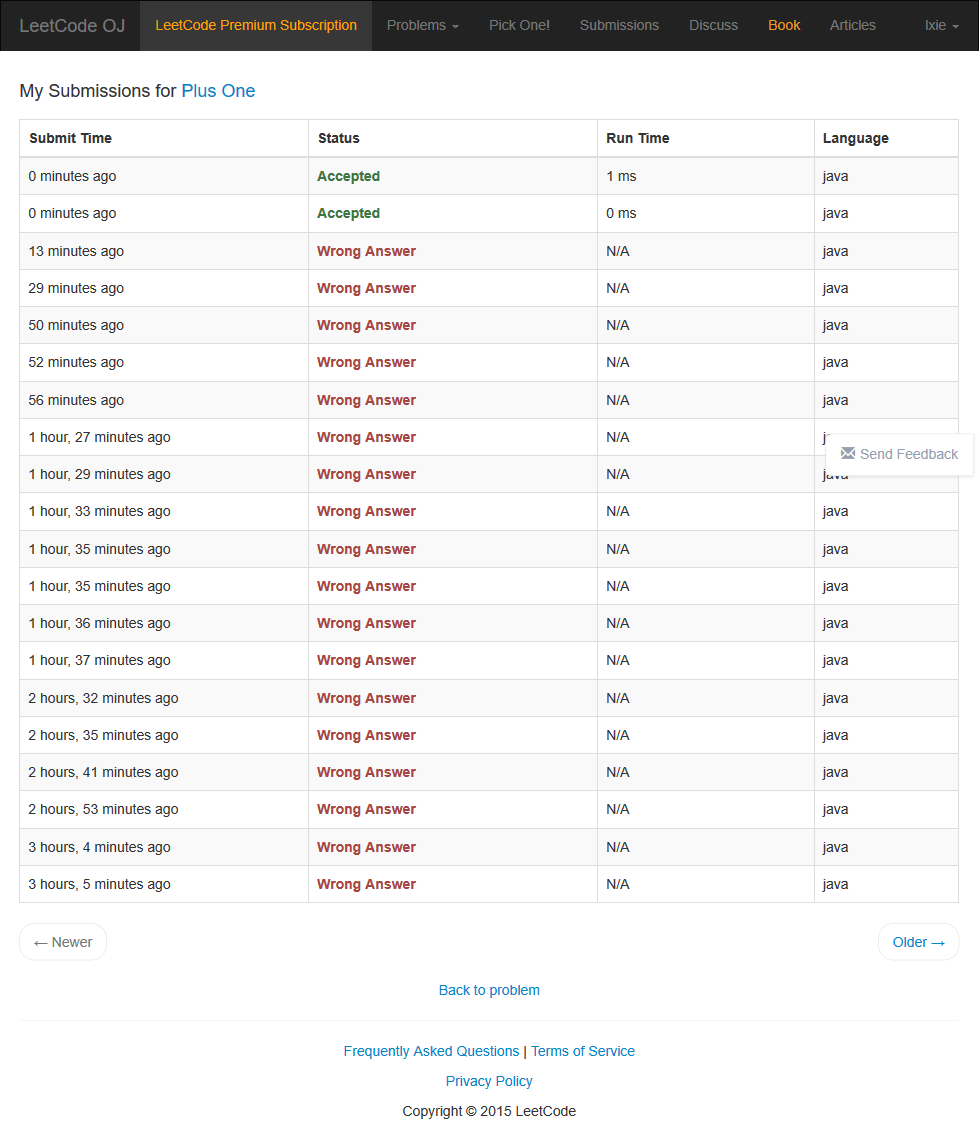 LeetCode OJ LeetCode Premium Subscription Problems Pick One! Submissions Discuss Book Articles lxie
My Submissions for Plus One
Submit Time Status Run Time Language
0 minutes ago Accepted 1 ms java
0 minutes ago Accepted 0 ms java
13 minutes ago Wrong Answer N/A java
29 minutes ago Wrong Answer N/A java
50 minutes ago Wrong Answer N/A java
52 minutes ago Wrong Answer N/A java
56 minutes ago Wrong Answer N/A java
1 hour, 27 minutes ago Wrong Answer N/A
Send Feedback
1 hour, 29 minutes ago Wrong Answer N/A java
1 hour, 33 minutes ago Wrong Answer N/A java
1 hour, 35 minutes ago Wrong Answer N/A java
1 hour, 35 minutes ago Wrong Answer N/A java
1 hour, 36 minutes ago Wrong Answer N/A java
1 hour, 37 minutes ago Wrong Answer N/A java
2 hours, 32 minutes ago Wrong Answer N/A java
2 hours, 35 minutes ago Wrong Answer N/A java
2 hours, 41 minutes ago Wrong Answer N/A java
2 hours, 53 minutes ago Wrong Answer N/A java
3 hours, 4 minutes ago Wrong Answer N/A java
3 hours, 5 minutes ago Wrong Answer N/A java
← Newer Older →
Back to problem
Frequently Asked Questions | Terms of Service
Privacy Policy
Copyright © 2015 LeetCode